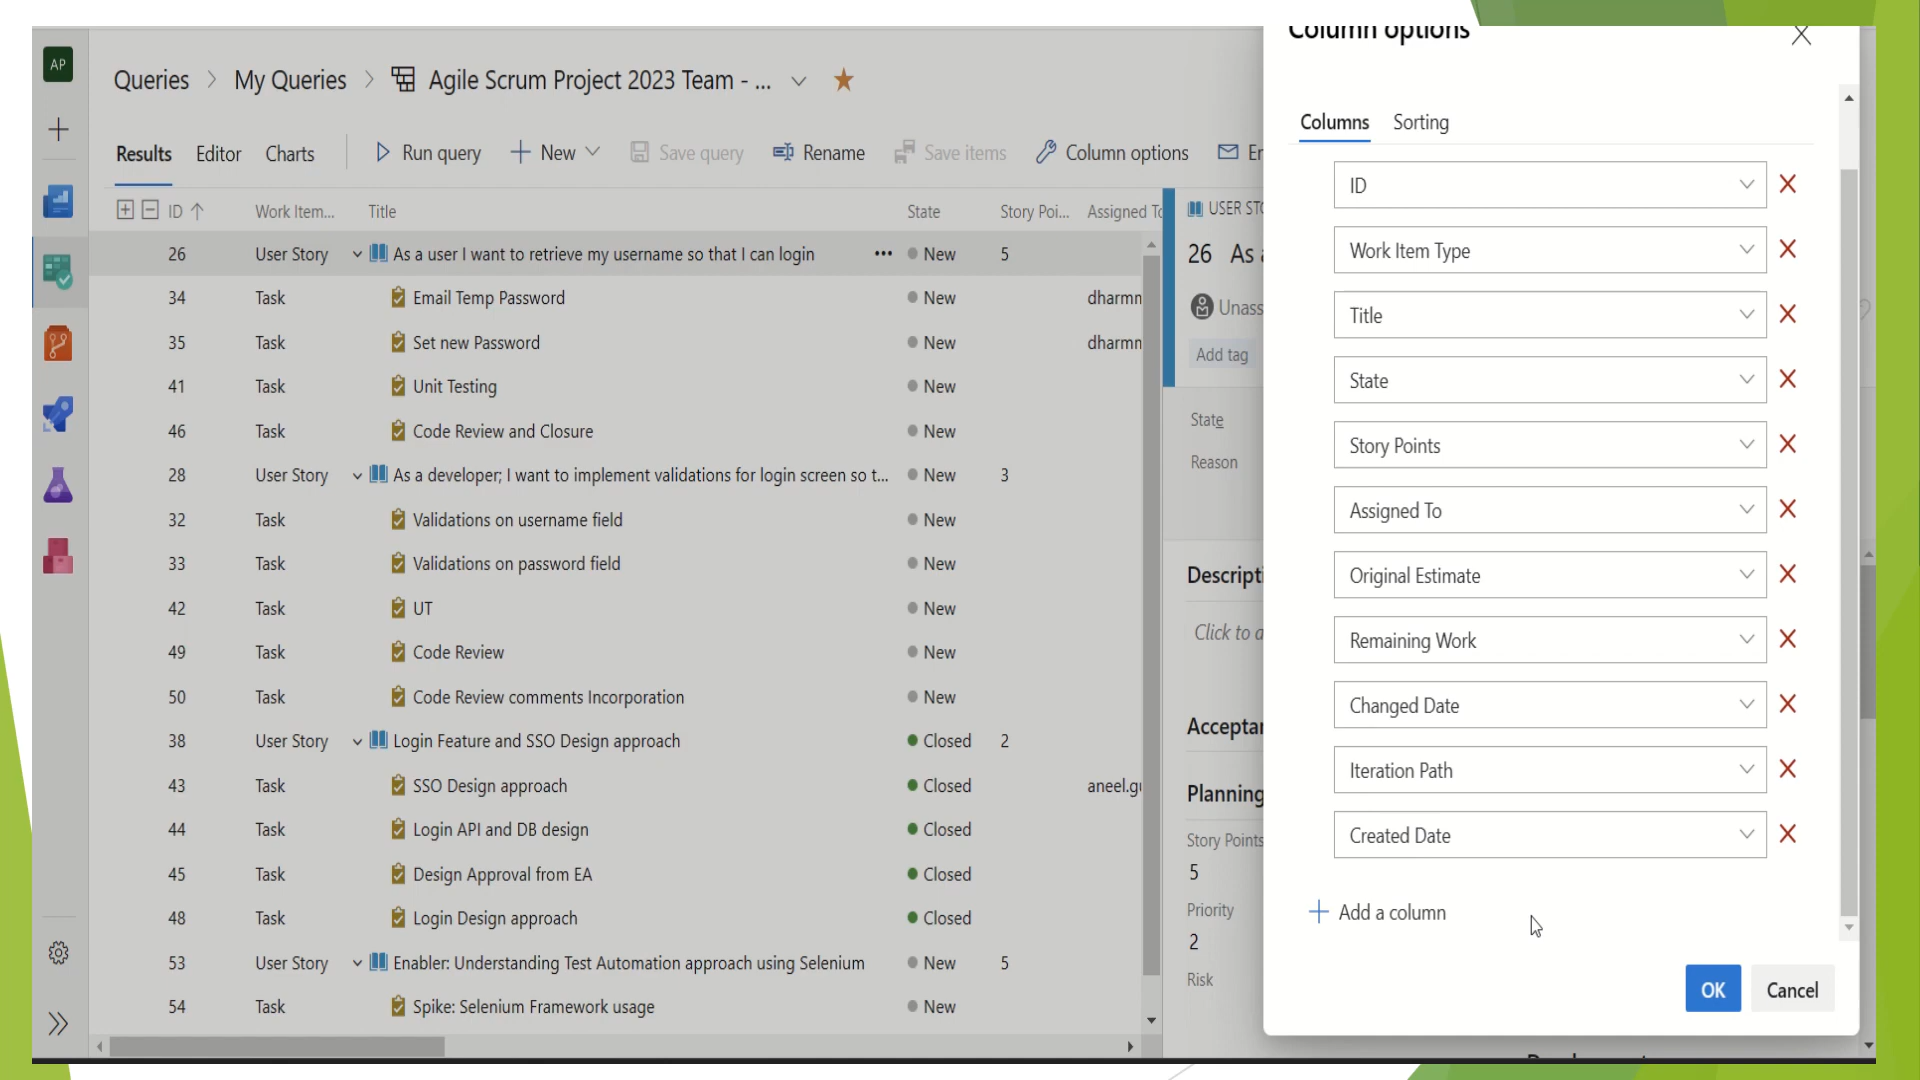 AP
Queries > My Queries > Agile Scrum Project 2023 Team - ...
Results Editor Charts Run query New Save query Rename Save items Column options
ID Work Item... Title State Story Poi... Assigned To
26 User Story As a user I want to retrieve my username so that I can login ... New 5
34 Task Email Temp Password New
35 Task Set new Password New
41 Task Unit Testing New
46 Task Code Review and Closure New
28 User Story As a developer; I want to implement validations for login screen so t... New 3
32 Task Validations on username field New
33 Task Validations on password field New
42 Task UT New
49 Task Code Review New
50 Task Code Review comments Incorporation New
38 User Story Login Feature and SSO Design approach Closed 2
43 Task SSO Design approach Closed
44 Task Login API and DB design Closed
45 Task Design Approval from EA Closed
48 Task Login Design approach Closed
53 User Story Enabler: Understanding Test Automation approach using Selenium New 5
54 Task Spike: Selenium Framework usage New
USER
26 As a
Add tag
State
Reason
Click to a
Planning
Story Points
5
Priority
2
Risk
Column options
Columns Sorting
ID
Work Item Type
Title
State
Story Points
Assigned To
Original Estimate
Remaining Work
Changed Date
Iteration Path
Created Date
Add a column
OK Cancel